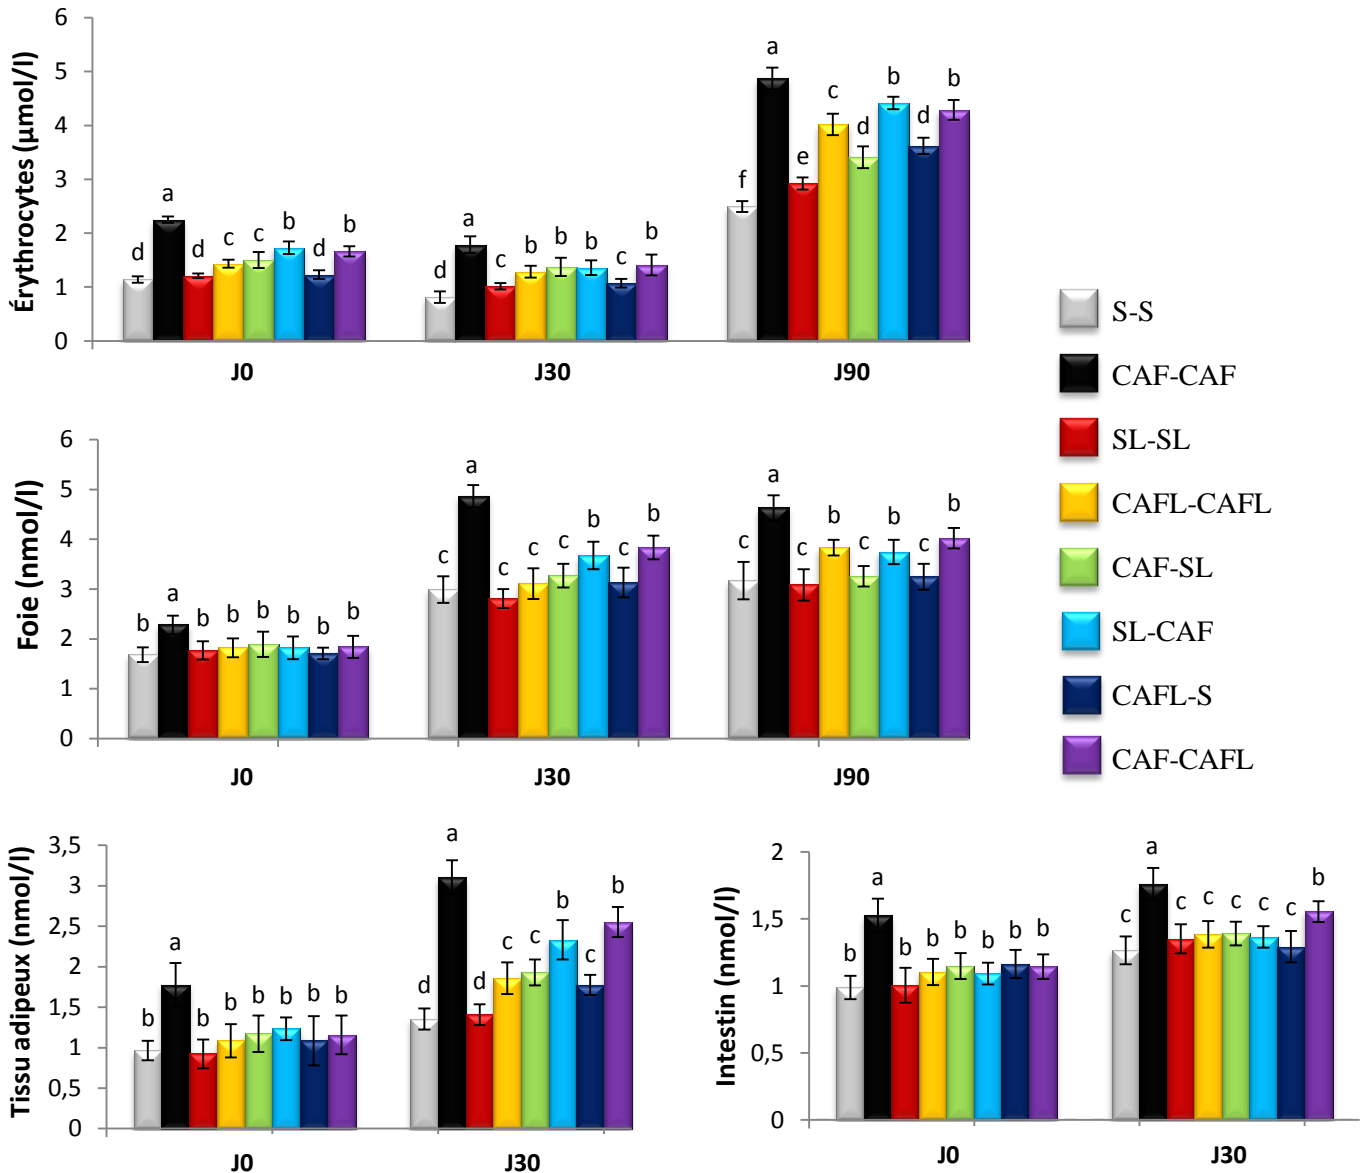 Érythrocytes (µmol/l)
6
5
4
3
2
1
0
d a d c c b d b
d a c b b b c b
f a e c d b d b
J0 J30 J90
S-S
CAF-CAF
SL-SL
CAFL-CAFL
CAF-SL
SL-CAF
CAFL-S
CAF-CAFL
Foie (nmol/l)
6
5
4
3
2
1
0
b a b b b b b b
c a c c c b c b
c a c b c b c b
J0 J30 J90
Tissu adipeux (nmol/l)
3,5
3
2,5
2
1,5
1
0,5
0
b a b b b b b b
d a d c c b c b
J0 J30
Intestin (nmol/l)
2
1,5
1
0,5
0
b a b b b b b b
c a c c c c c b
J0 J30